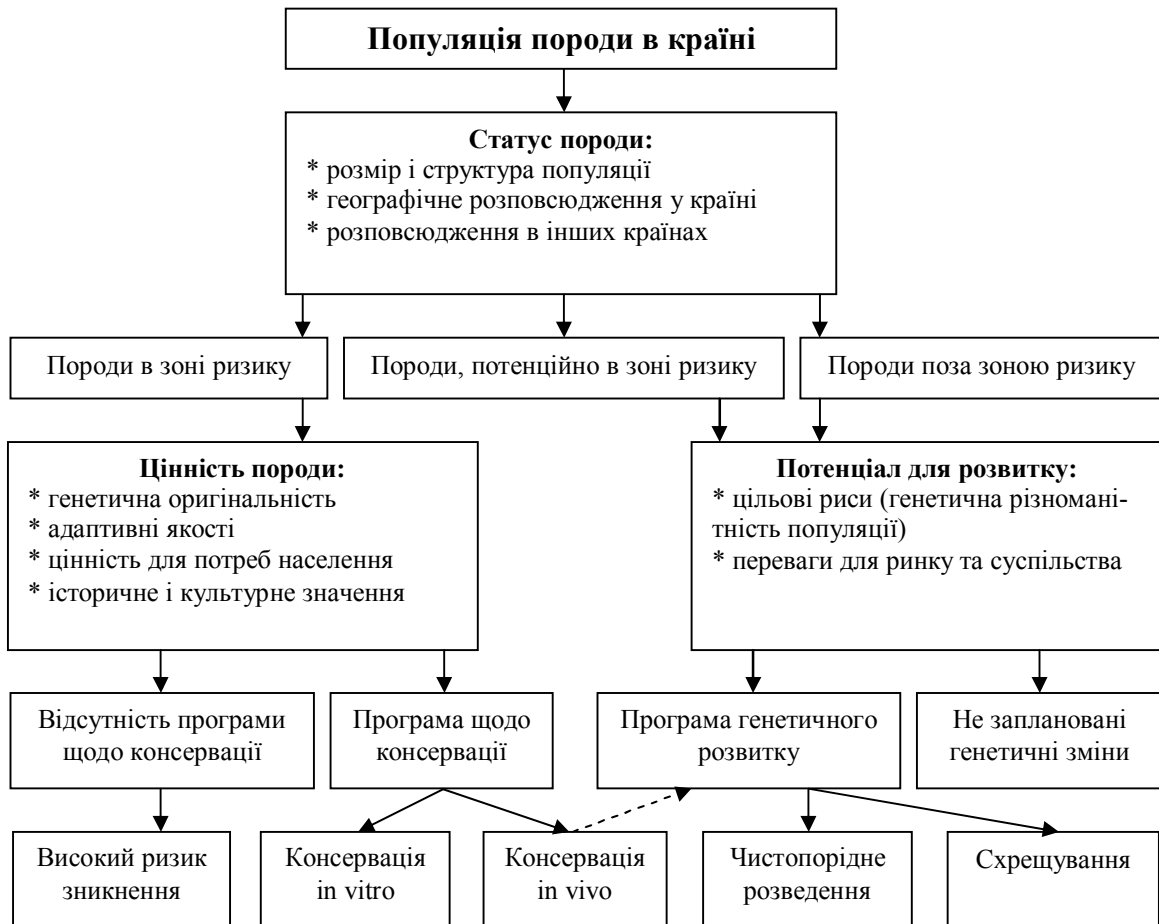 Популяція породи в країні
Статус породи:
* розмір і структура популяції
* географічне розповсюдження у країні
* розповсюдження в інших країнах
Породи в зоні ризику
Породи, потенційно в зоні ризику
Породи поза зоною ризику
Цінність породи:
* генетична оригінальність
* адаптивні якості
* цінність для потреб населення
* історичне і культурне значення
Потенціал для розвитку:
* цільові риси (генетична різномані-
тність популяції)
* переваги для ринку та суспільства
Відсутність програми
щодо консервації
Програма щодо
консервації
Програма генетичного
розвитку
Не заплановані
генетичні зміни
Високий ризик
зникнення
Консервація
in vitro
Консервація
in vivo
Чистопорідне
розведення
Схрещування